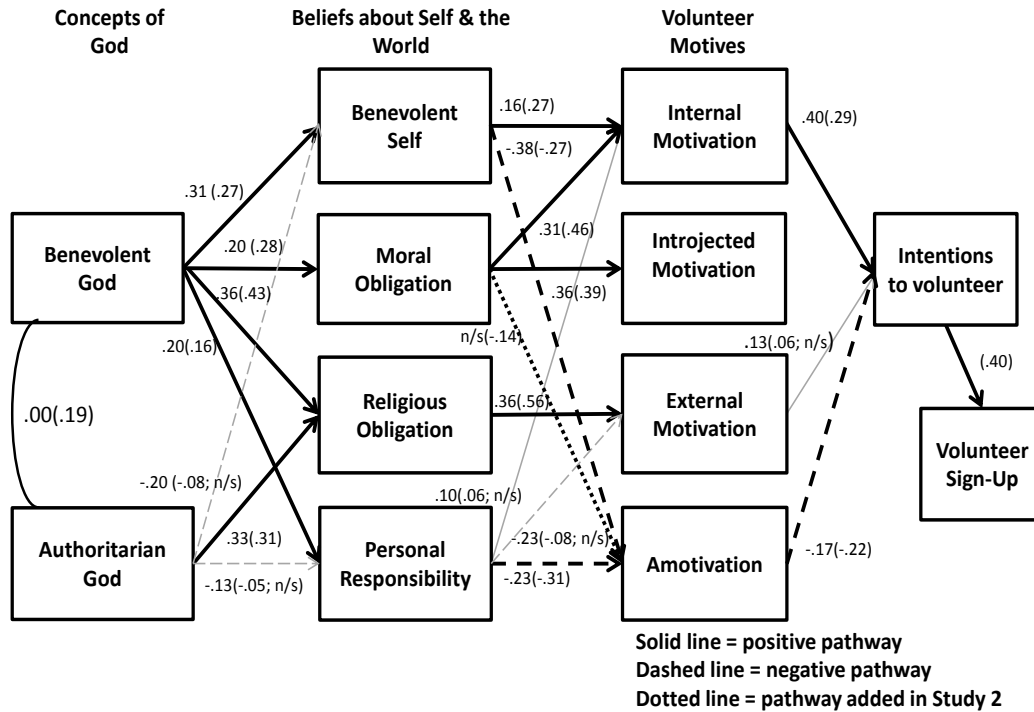 Concepts of
God
Beliefs about Self & the
World
Volunteer
Motives
Benevolent
Self
.16(.27)
Internal
Motivation
.40(.29)
-.38(-.27)
.31 (.27)
Benevolent
God
.20 (.28)
Moral
Obligation
.31(.46)
Introjected
Motivation
Intentions
to volunteer
.36(.43)
.36(.39)
.20(.16)
n/s(-.14)
.13(.06; n/s)
(.40)
.00(.19)
Religious
Obligation
.36(.56)
External
Motivation
Volunteer
Sign-Up
-.20 (-.08; n/s)
.10(.06; n/s)
Authoritarian
God
.33(.31)
Personal
Responsibility
-.23(-.08; n/s)
Amotivation
-.17(-.22)
-.13(-.05; n/s)
-.23(-.31)
Solid line = positive pathway
Dashed line = negative pathway
Dotted line = pathway added in Study 2